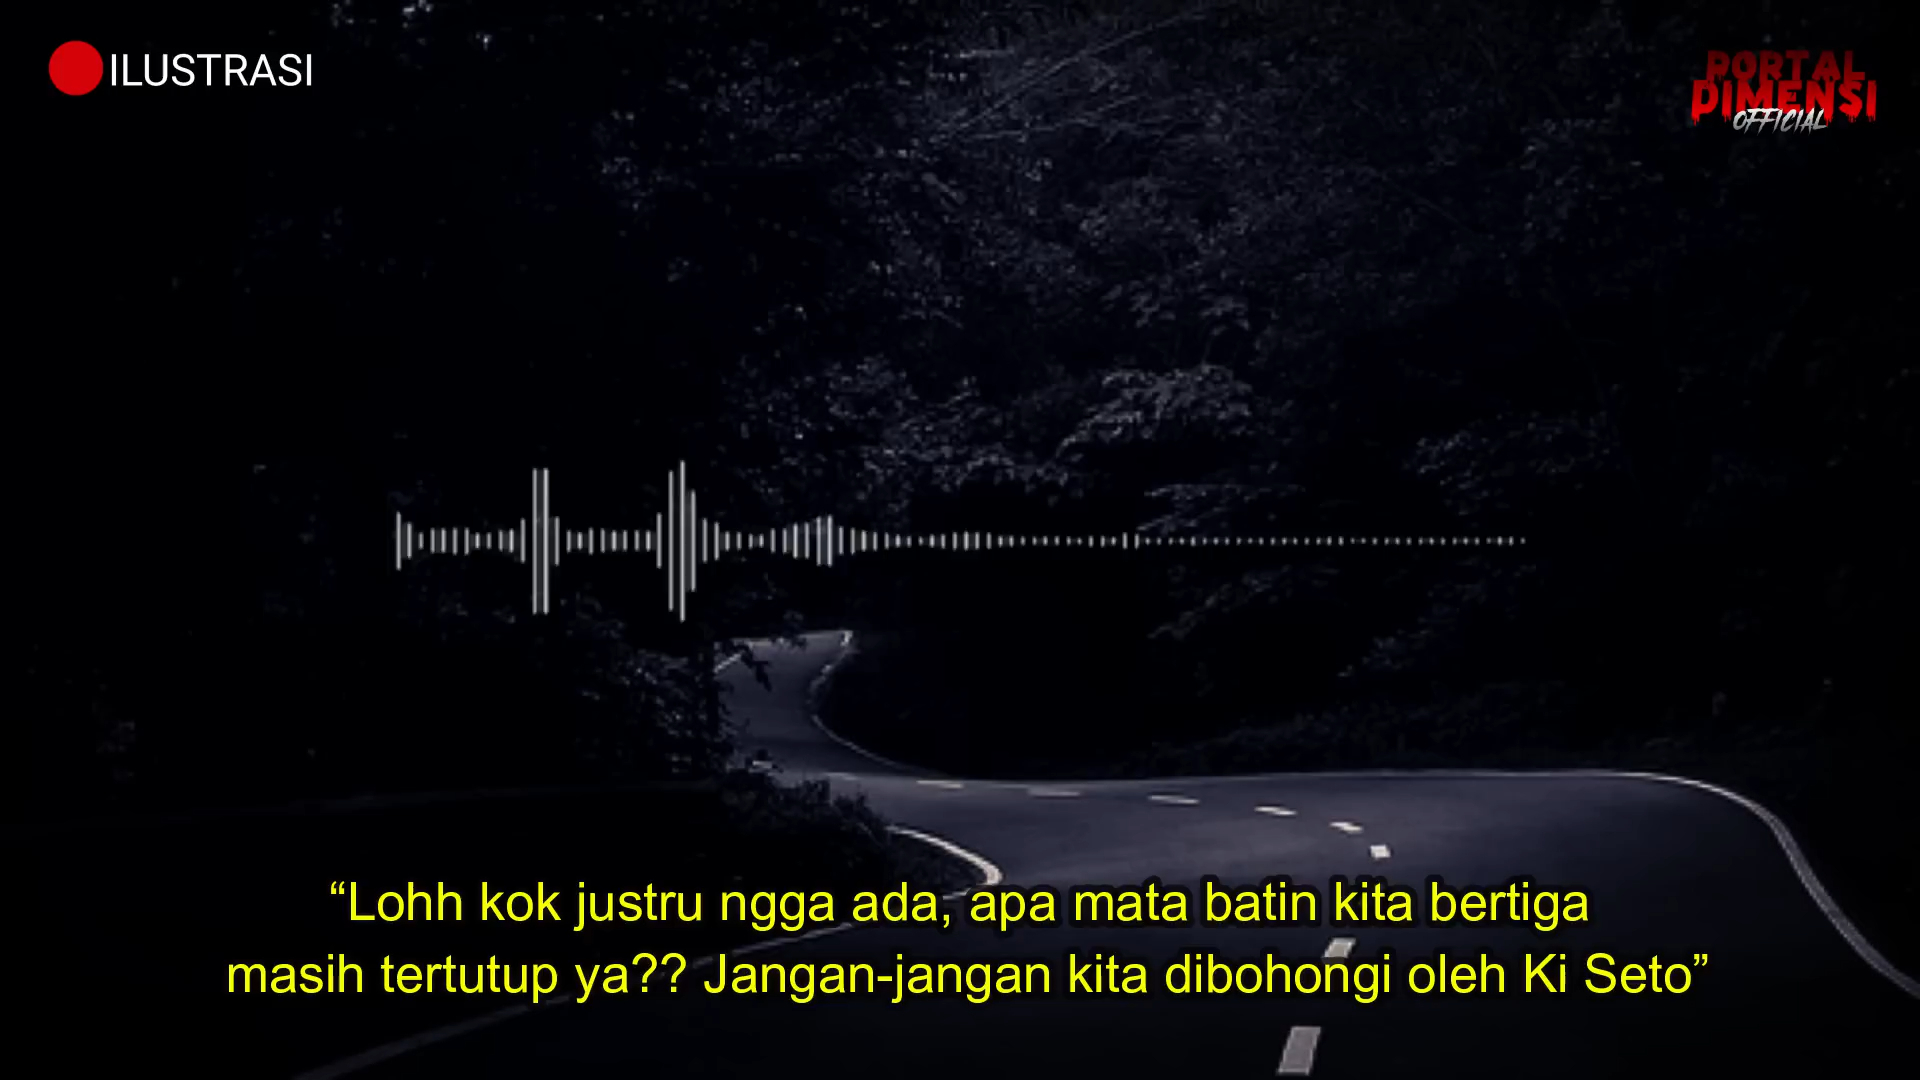 ILUSTRASI
PORTAL
DIMENSI
OFFICIAL
“Lohh kok justru ngga ada, apa mata batin kita bertiga
masih tertutup ya?? Jangan-jangan kita dibohongi oleh Ki Seto”